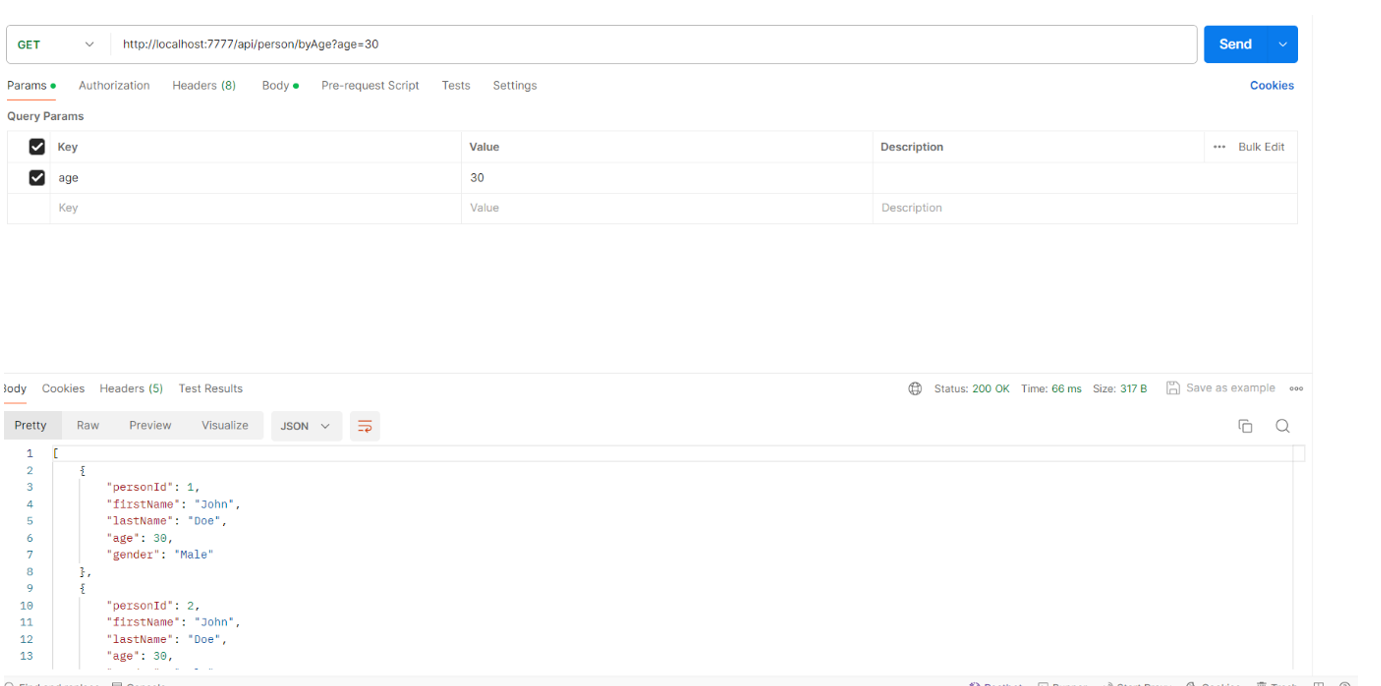 GET http://localhost:7777/api/person/byAge?age=30 Send
Params Authorization Headers (8) Body Pre-request Script Tests Settings Cookies
Query Params
Key Value Description ••• Bulk Edit
age 30
Key Value Description
Body Cookies Headers (5) Test Results Status: 200 OK Time: 66 ms Size: 317 B Save as example
Pretty Raw Preview Visualize JSON
1 [
2 {
3 "personId": 1,
4 "firstName": "John",
5 "lastName": "Doe",
6 "age": 30,
7 "gender": "Male"
8 },
9 {
10 "personId": 2,
11 "firstName": "John",
12 "lastName": "Doe",
13 "age": 30,